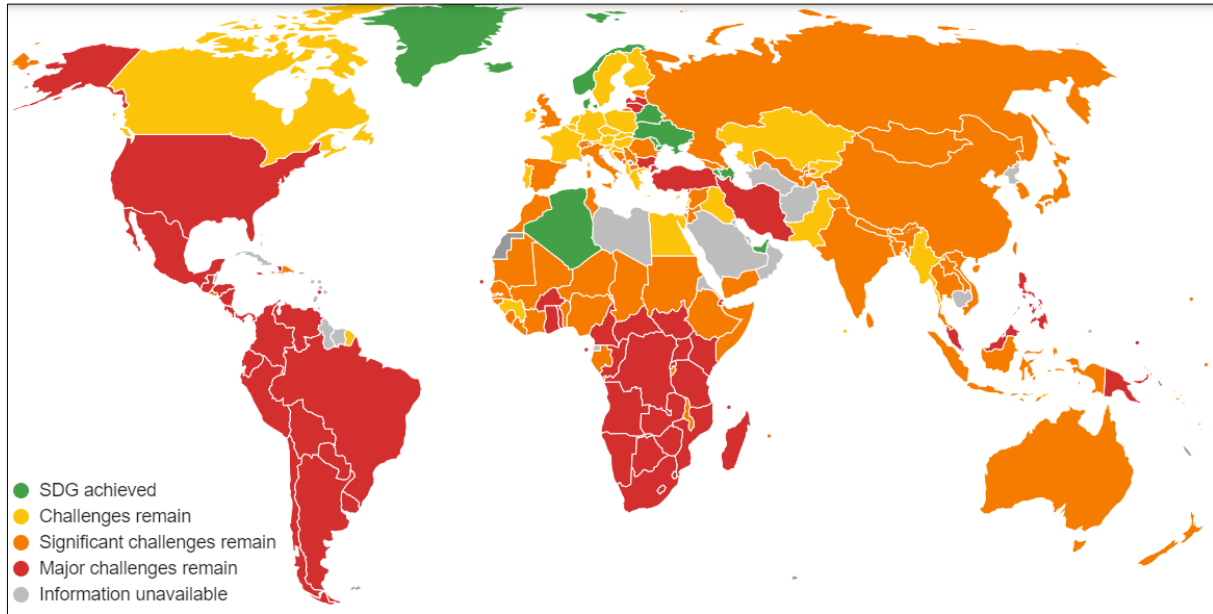 SDG achieved
Challenges remain
Significant challenges remain
Major challenges remain
Information unavailable